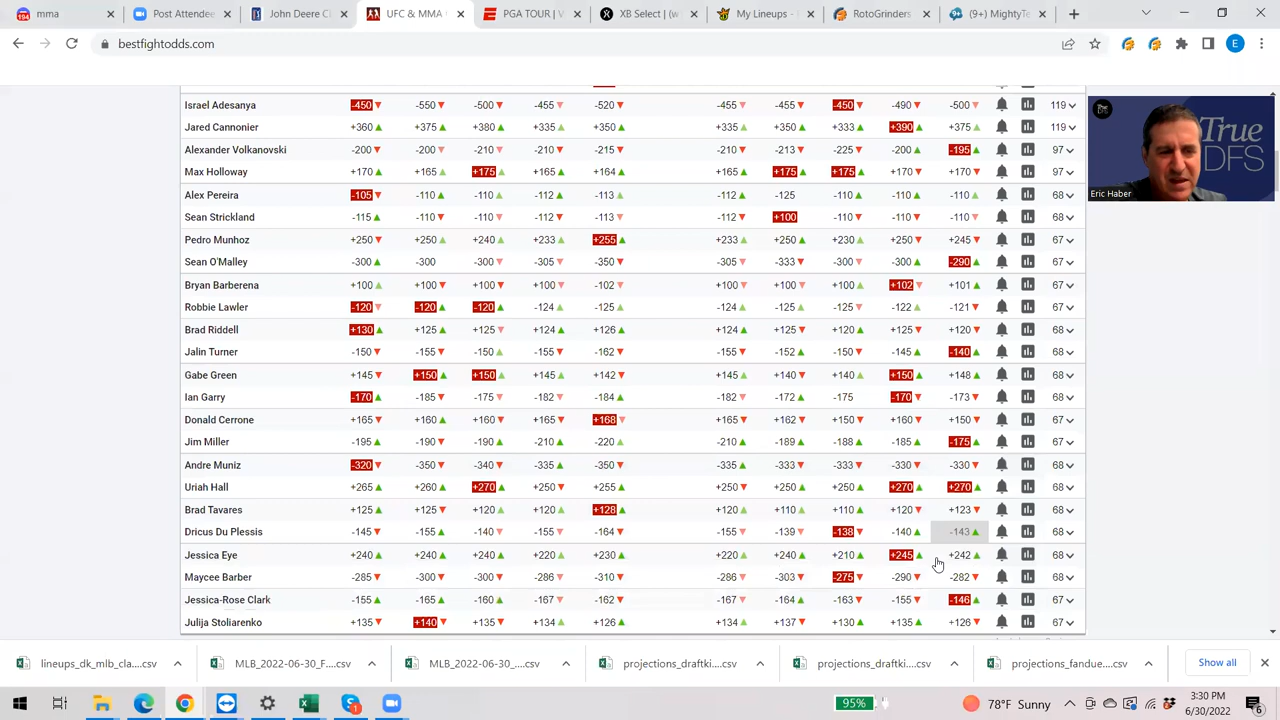 194 mma
Post Attendee
John Deere Cl
UFC & MMA
PGA TOUR | V
XB Select | (w
My Lineups -
RotoGrinders
(9+) MightyTe
bestfightodds.com
E
Israel Adesanya -450 -550 -500 -455 -520 -455 -455 -450 -490 -500 119
Jared Cannonier +360 +375 +380 +335 +350 +335 +350 +333 +390 +375 119
Alexander Volkanovski -200 -200 -210 -210 -215 -210 -213 -225 -200 -195 97
Max Holloway +170 +165 +175 +175 +164 +165 +175 +175 +170 +170 97
Alex Pereira -105 -110 -110 -112 -113 -112 -125 -110 -110 -110 68
Sean Strickland -115 -110 -110 -112 -113 -112 +100 -110 -110 -110 68
Pedro Munhoz +250 +250 +240 +233 +255 +233 +250 +230 +250 +245 67
Sean O'Malley -300 -300 -300 -305 -350 -305 -333 -300 -300 -290 67
Bryan Barberena +100 +100 +100 +100 -102 +100 +100 +100 +102 +101 67
Robbie Lawler -120 -120 -120 -124 -125 -124 -125 -125 -122 -121 67
Brad Riddell +130 +125 +125 +124 +126 +124 +125 +120 +125 +120 68
Jalin Turner -150 -155 -150 -155 -162 -155 -152 -150 -145 -140 68
Gabe Green +145 +150 +150 +145 +142 +145 +140 +140 +150 +148 68
Ian Garry -170 -185 -175 -182 -184 -182 -172 -175 -170 -173 68
Donald Cerrone +165 +160 +160 +165 +168 +165 +162 +150 +160 +150 68
Jim Miller -195 -190 -190 -210 -220 -210 -189 -188 -185 -175 68
Andre Muniz -320 -350 -340 -335 -350 -335 -333 -333 -330 -330 68
Uriah Hall +265 +260 +270 +250 +255 +250 +250 +250 +270 +270 68
Brad Tavares +125 +125 +120 +120 +128 +120 +110 +110 +120 +123 68
Dricus Du Plessis -145 -155 -140 -155 -164 -155 -139 -138 -140 -143 68
Jessica Eye +240 +240 +240 +220 +230 +220 +240 +210 +245 +242 68
Maycee Barber -285 -300 -300 -286 -310 -286 -303 -275 -290 -282 68
Jessica-Rose Clark -155 -165 -160 -167 -162 -167 -164 -163 -155 -146 67
Julija Stoliarenko +135 +140 +135 +134 +126 +134 +137 +130 +135 +126 67
True
DFS
Eric Haber
lineups_dk_mlb_cla....csv
MLB_2022-06-30_F....csv
MLB_2022-06-30_....csv
projections_draftki....csv
projections_draftki....csv
projections_fandue....csv
Show all
95%
78°F Sunny
3:30 PM
6/30/2022
6